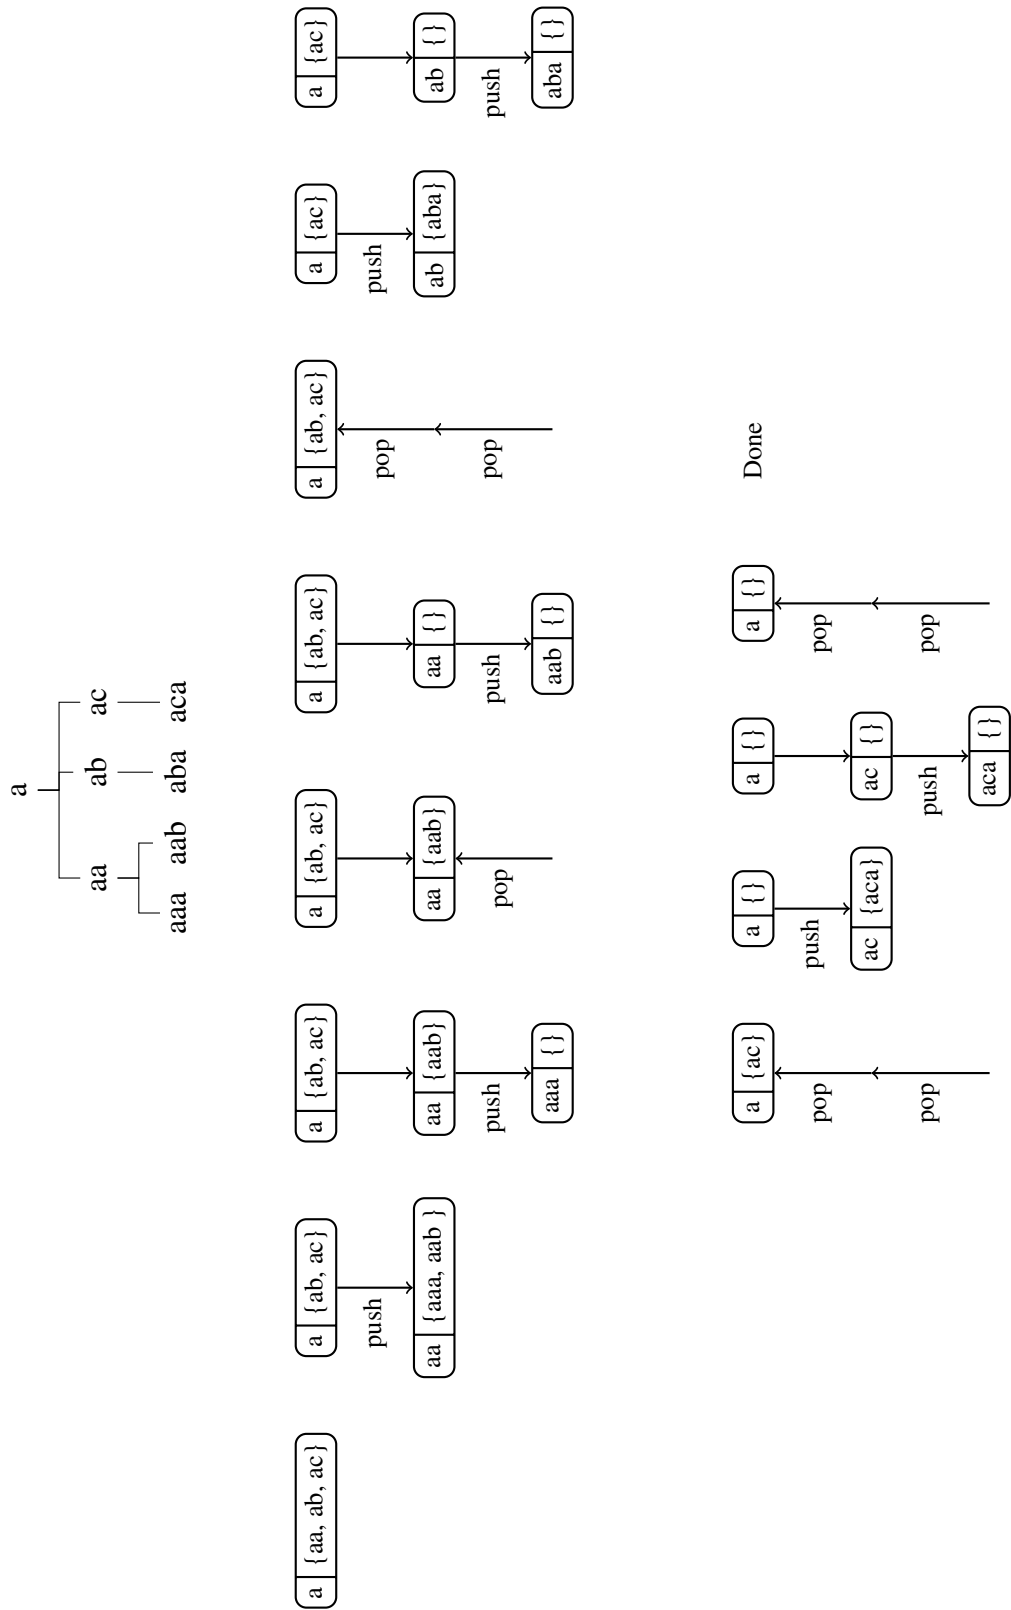 a
aa ab ac
aaa aab aba aca
a {aa, ab, ac} a {ab, ac} a {ab, ac} a {ab, ac} a {ab, ac} a {ab, ac} a {ac} a {ac}
push pop push
aa {aaa, aab } aa {aab} aa {aab} aa {} ab {aba} ab {}
push pop push pop push
aaa {} aab {} aba {}
a {ac} a {} a {} a {} Done
pop push pop
ac {aca} ac {}
pop push pop
aca {}